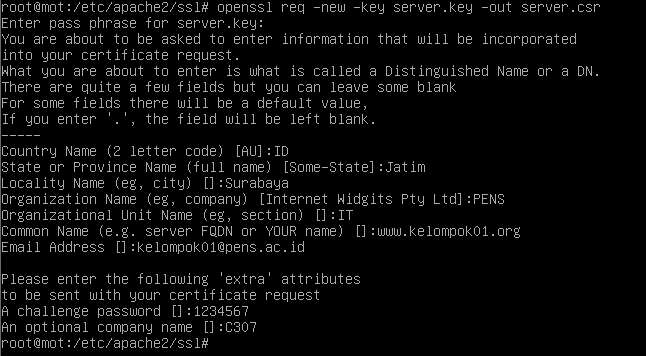 root@mot:/etc/apache2/ssl# openssl req -new -key server.key -out server.csr
Enter pass phrase for server.key:
You are about to be asked to enter information that will be incorporated
into your certificate request.
What you are about to enter is what is called a Distinguished Name or a DN.
There are quite a few fields but you can leave some blank
For some fields there will be a default value,
If you enter '.', the field will be left blank.
-----
Country Name (2 letter code) [AU]:ID
State or Province Name (full name) [Some-State]:Jatim
Locality Name (eg, city) []:Surabaya
Organization Name (eg, company) [Internet Widgits Pty Ltd]:PENS
Organizational Unit Name (eg, section) []:IT
Common Name (e.g. server FQDN or YOUR name) []:www.kelompok01.org
Email Address []:kelompok01@pens.ac.id

Please enter the following 'extra' attributes
to be sent with your certificate request
A challenge password []:1234567
An optional company name []:C307
root@mot:/etc/apache2/ssl#